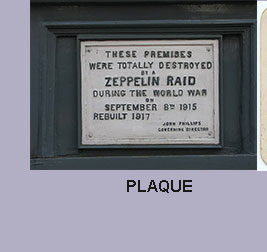 THESE PREMISES
WERE TOTALLY DESTROYED
BY A
ZEPPELIN RAID
DURING THE WORLD WAR
ON
SEPTEMBER 8TH 1915
REBUILT 1917
JOHN PHILLIPS
GOVERNING DIRECTOR
PLAQUE